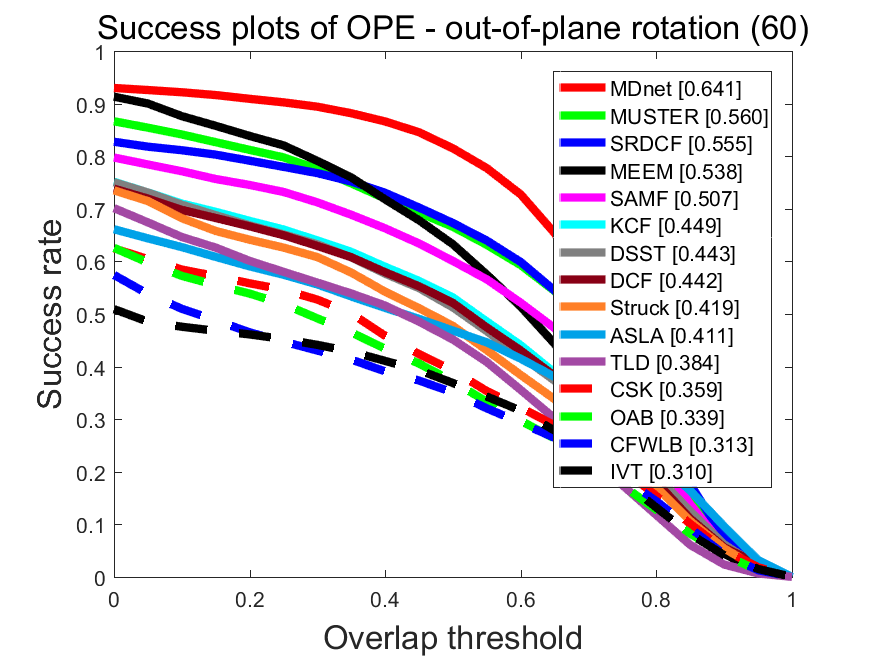 Success plots of OPE - out-of-plane rotation (60)
1
0.9
0.8
0.7
0.6
0.5
0.4
0.3
0.2
0.1
0
Success rate
MDnet [0.641]
MUSTER [0.560]
SRDCF [0.555]
MEEM [0.538]
SAMF [0.507]
KCF [0.449]
DSST [0.443]
DCF [0.442]
Struck [0.419]
ASLA [0.411]
TLD [0.384]
CSK [0.359]
OAB [0.339]
CFWLB [0.313]
IVT [0.310]
0 0.2 0.4 0.6 0.8 1
Overlap threshold